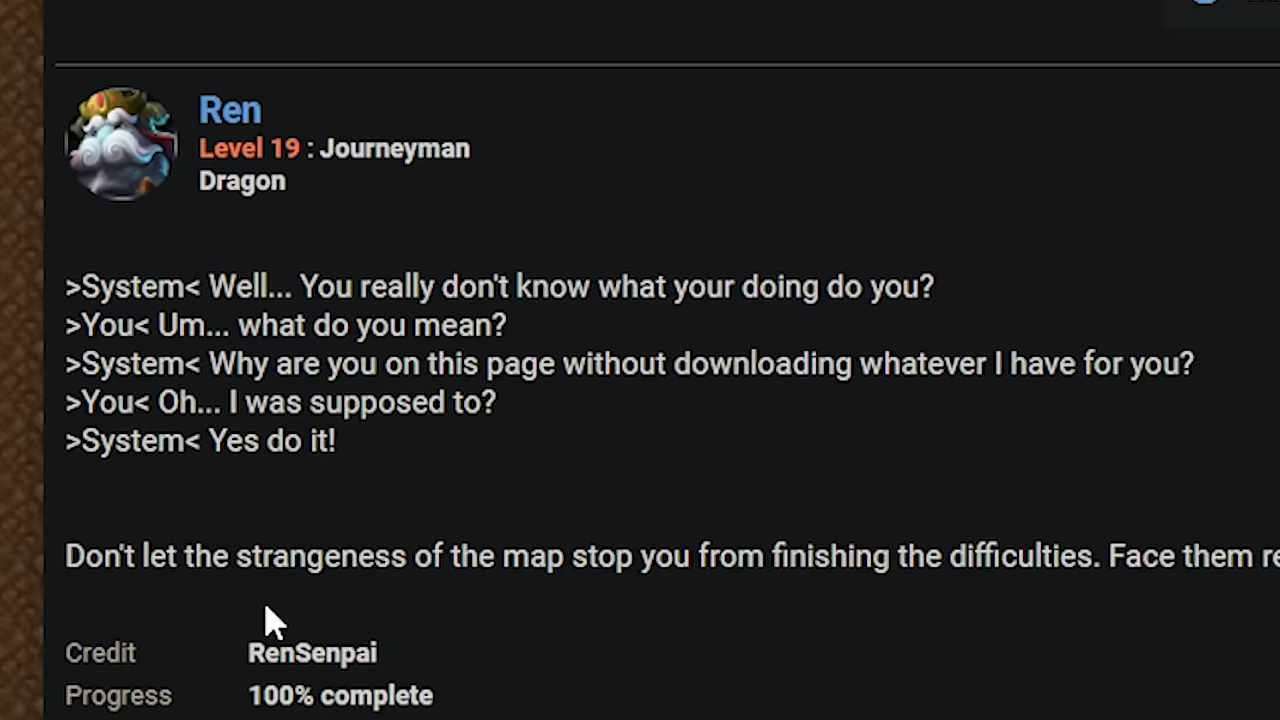 Ren
Level 19 : Journeyman
Dragon
>System< Well... You really don't know what your doing do you?
>You< Um... what do you mean?
>System< Why are you on this page without downloading whatever I have for you?
>You< Oh... I was supposed to?
>System< Yes do it!
Don't let the strangeness of the map stop you from finishing the difficulties. Face them
Credit RenSenpai
Progress 100% complete